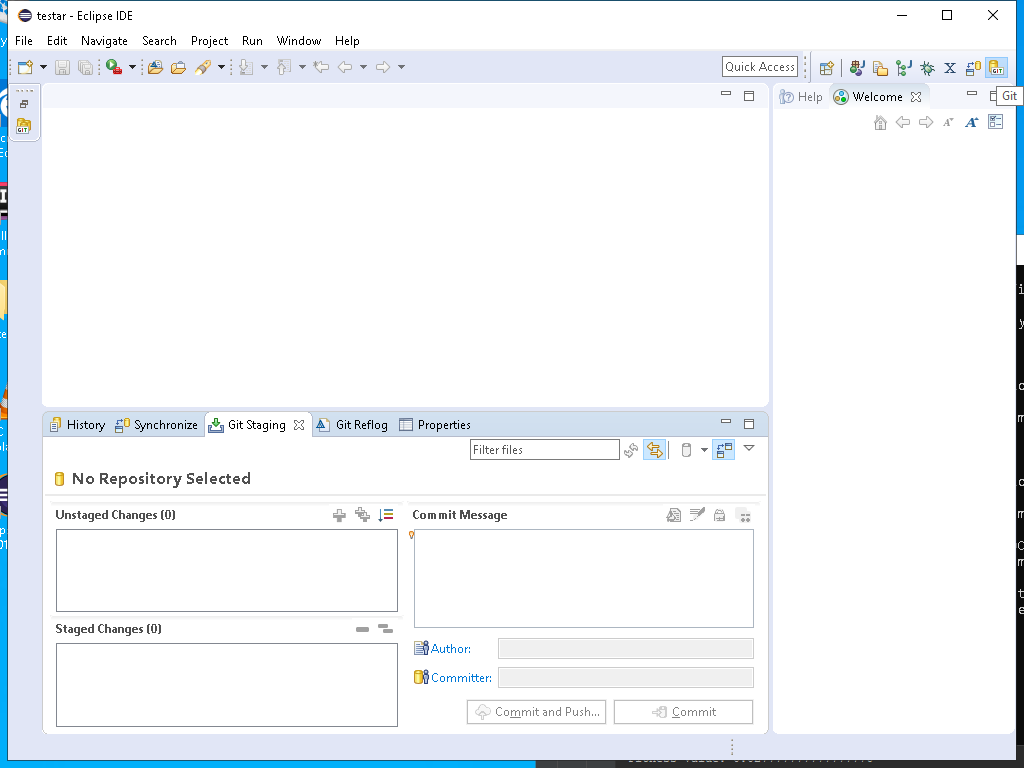 testar - Eclipse IDE
File Edit Navigate Search Project Run Window Help
Quick Access
Git
Help Welcome
History Synchronize Git Staging Git Reflog Properties
Filter files
No Repository Selected
Unstaged Changes (0)
Commit Message
Staged Changes (0)
Author:
Committer:
Commit and Push...
Commit